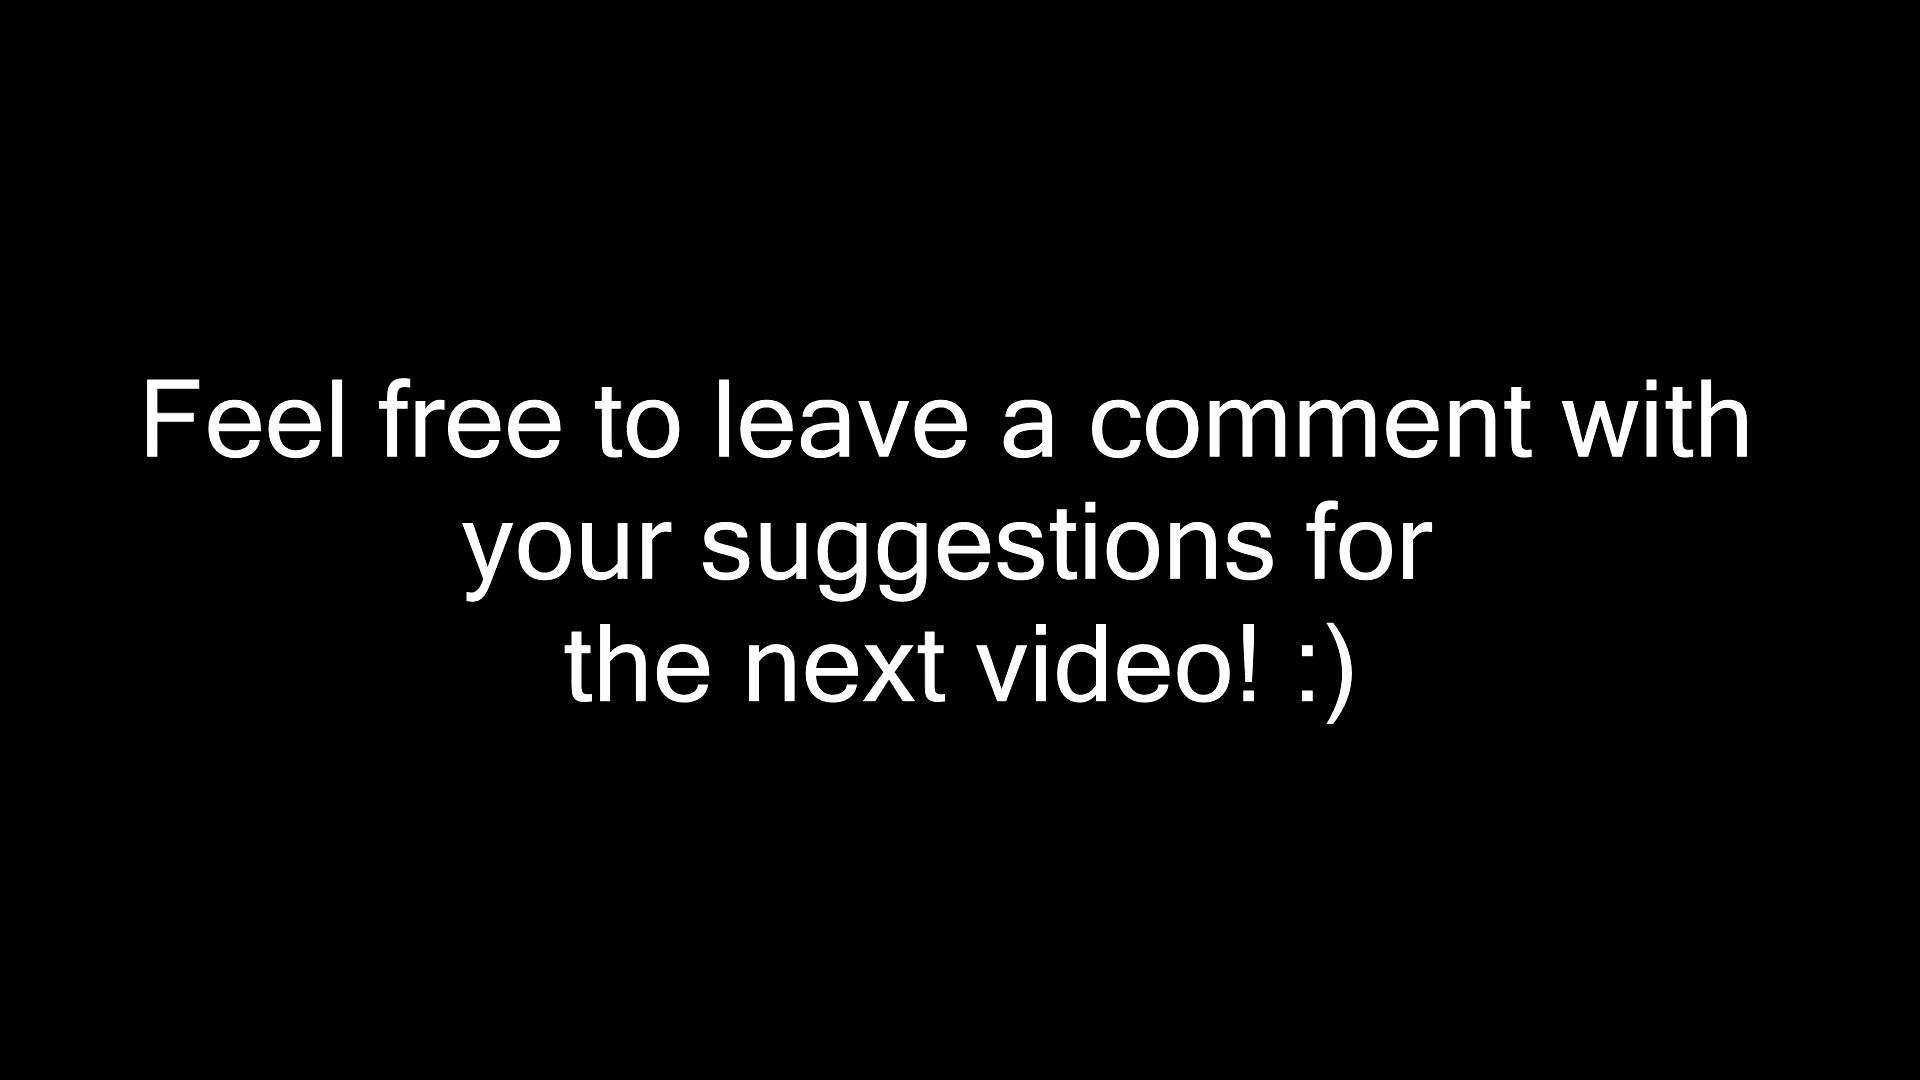 Feel free to leave a comment with
your suggestions for
the next video! :)